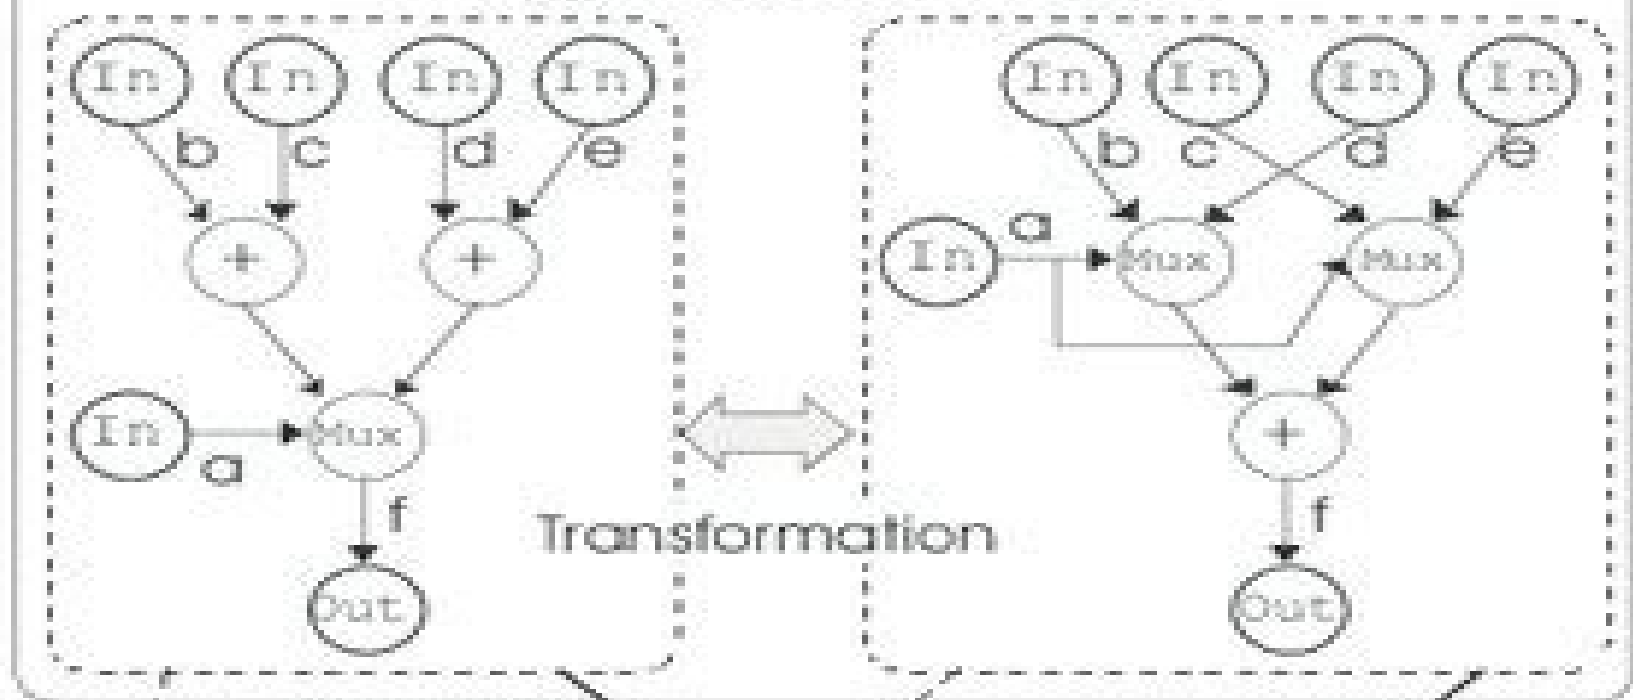 In In In In In In In In
b c d e b c d e
a
+ + In Mux Mux
In Mux +
a
f f
Transformation
Out Out